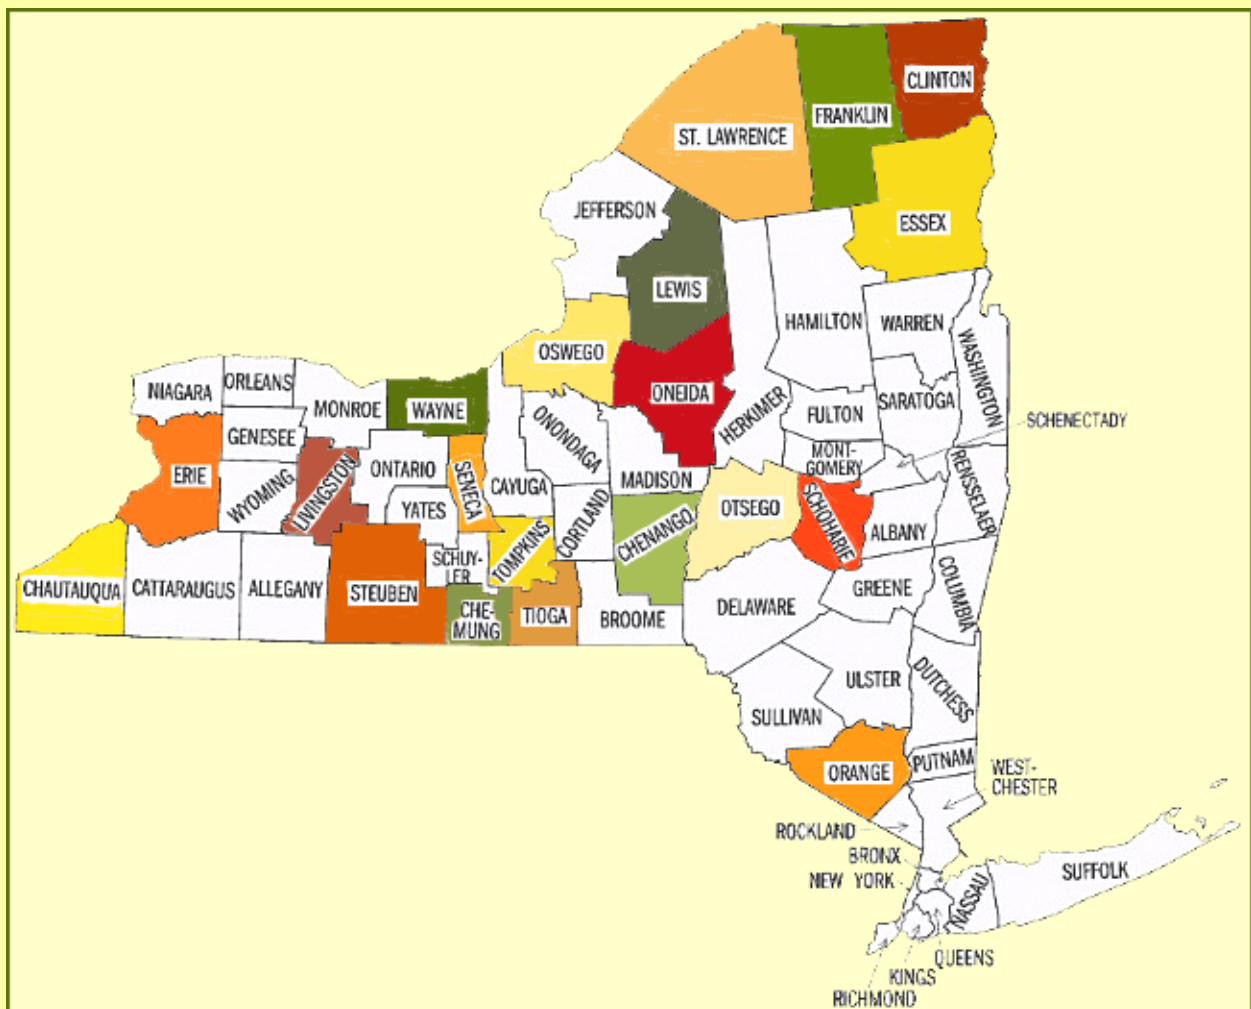 CLINTON
FRANKLIN
ST. LAWRENCE
JEFFERSON
ESSEX
LEWIS
HAMILTON
WARREN
WASHINGTON
OSWEGO
ONEIDA
HERKIMER
FULTON
SARATOGA
SCHENECTADY
NIAGARA
ORLEANS
MONROE
WAYNE
GENESEE
ONTARIO
SENECA
CAYUGA
ONONDAGA
MADISON
MONT-
GOMERY
RENSSELAER
ERIE
WYOMING
LIVINGSTON
YATES
CORTLAND
CHENANGO
OTSEGO
SCHOHARIE
ALBANY
SCHUY-
LER
TOMPKINS
CHAUTAUQUA
CATTARAUGUS
ALLEGANY
STEUBEN
CHE-
MUNG
TIOGA
BROOME
DELAWARE
GREENE
COLUMBIA
ULSTER
DUTCHESS
SULLIVAN
ORANGE
PUTNAM
WEST-
CHESTER
ROCKLAND
BRONX
NEW YORK
NASSAU
SUFFOLK
QUEENS
KINGS
RICHMOND